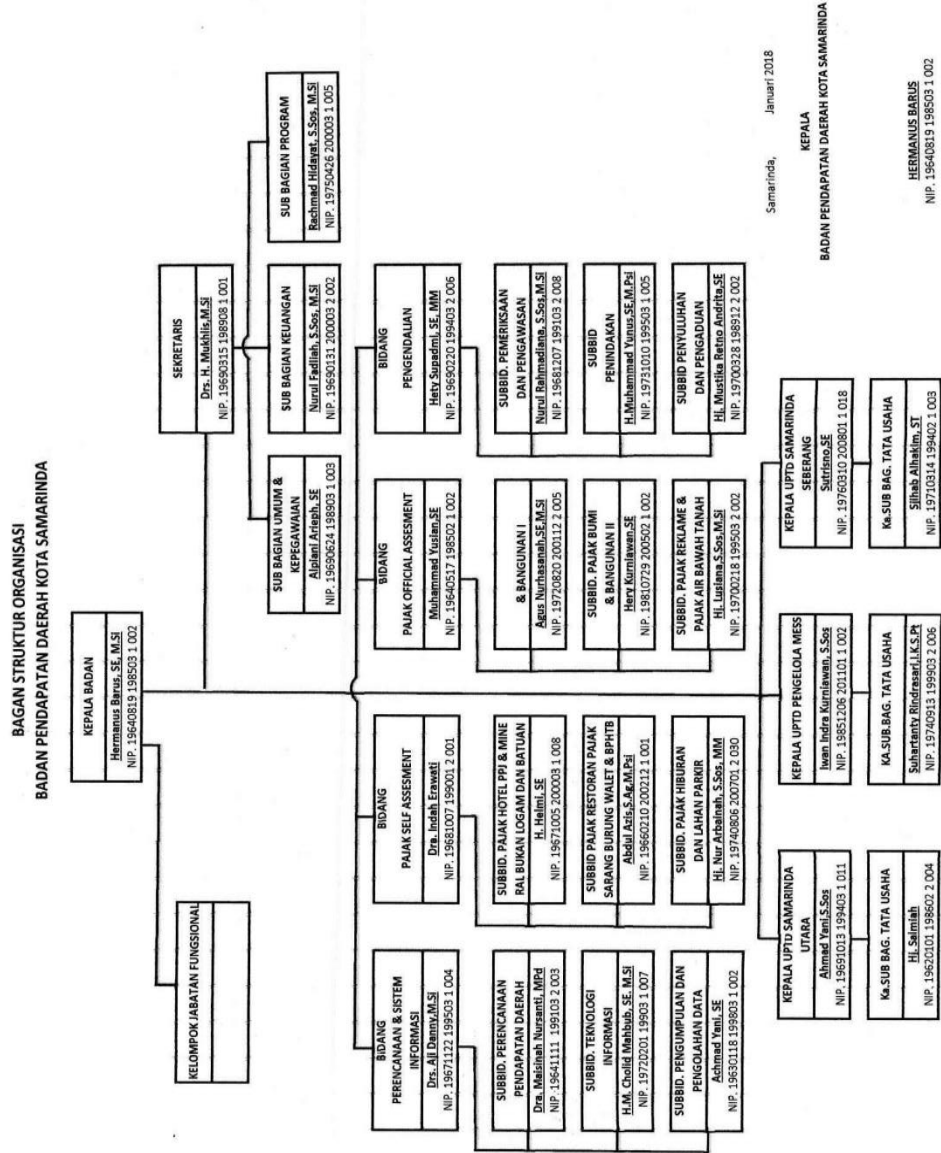 BAGAN STRUKTUR ORGANISASI
BADAN PENDAPATAN DAERAH KOTA SAMARINDA
KEPALA BADAN
Hermanus Barus, SE, M.Si
NIP. 19640819 198503 1 002
KELOMPOK JABATAN FUNGSIONAL
SEKRETARIS
Drs. H. Mukhlis,M.Si
NIP. 19690315 198908 1 001
SUB BAGIAN UMUM &
KEPEGAWAIAN
Alpiani Arieph, SE
NIP. 19690624 198903 1 003
SUB BAGIAN KEUANGAN
Nurul Fadliah, S.Sos, M.Si
NIP. 19690131 200003 2 002
SUB BAGIAN PROGRAM
Rachmad Hidayat, S.Sos, M.Si
NIP. 19750426 200003 1 005
BIDANG
PERENCANAAN & SISTEM
INFORMASI
Drs. Aji Danny,M.Si
NIP. 19671122 199503 1 004
BIDANG
PAJAK SELF ASSESMENT
Dra. Indah Erawati
NIP. 19681007 199001 2 001
BIDANG
PAJAK OFFICIAL ASSESMENT
Muhammad Yusian,SE
NIP. 19640517 198502 1 002
BIDANG
PENGENDALIAN
Hety Supadmi, SE, MM
NIP. 19690220 199403 2 006
SUBBID. PERENCANAAN
PENDAPATAN DAERAH
Dra. Maisinah Nursanti, MPd
NIP. 19641111 199103 2 003
SUBBID. PAJAK HOTEL PPJ & MINE
RAL BUKAN LOGAM DAN BATUAN
H. Helmi, SE
NIP. 19671005 200003 1 008
& BANGUNAN I
Agus Nurhasanah,SE,M.Si
NIP. 19720820 200112 2 005
SUBBID. PEMERIKSAAN
DAN PENGAWASAN
Nurul Rahmadiana, S.Sos,M.Si
NIP. 19681207 199103 2 008
SUBBID. TEKNOLOGI
INFORMASI
H.M. Cholid Mahbub, SE, M.Si
NIP. 19720201 19903 1 007
SUBBID PAJAK RESTORAN PAJAK
SARANG BURUNG WALET & BPHTB
Abdul Azis,S.Ag,M.Psi
NIP. 19660210 200212 1 001
SUBBID. PAJAK BUMI
& BANGUNAN II
Hery Kurniawan,SE
NIP. 19810729 200502 1 002
SUBBID
PENINDAKAN
H.Muhammad Yunus,SE,M.Psi
NIP. 19731010 199503 1 005
SUBBID. PENGUMPULAN DAN
PENGOLAHAN DATA
Achmad Yani, SE
NIP. 19630118 199803 1 002
SUBBID. PAJAK HIBURAN
DAN LAHAN PARKIR
Hj. Nur Arbainah, S.Sos, MM
NIP. 19740806 200701 2 030
SUBBID. PAJAK REKLAME &
PAJAK AIR BAWAH TANAH
Hj. Lusiana,S.Sos,M.Si
NIP. 19700218 199503 2 002
SUBBID PENYULUHAN
DAN PENGADUAN
Hj. Mustika Retno Andrita,SE
NIP. 19700328 198912 2 002
KEPALA UPTD SAMARINDA
UTARA
Ahmad Yani,S.Sos
NIP. 19691013 199403 1 011
KEPALA UPTD PENGELOLA MESS
Iwan Indra Kurniawan, S.Sos
NIP. 19851206 201101 1 002
KEPALA UPTD SAMARINDA
SEBERANG
Sutrisno,SE
NIP. 19760310 200801 1 018
Ka.SUB BAG. TATA USAHA
Hj. Salmiah
NIP. 19620101 198602 2 004
KA.SUB.BAG. TATA USAHA
Suhartanty Rindrasari,I.K.S.Pt
NIP. 19740913 199903 2 006
Ka.SUB BAG. TATA USAHA
Sjihab Alhakim, ST
NIP. 19710314 199402 1 003
Samarinda, Januari 2018
KEPALA
BADAN PENDAPATAN DAERAH KOTA SAMARINDA
HERMANUS BARUS
NIP. 19640819 198503 1 002